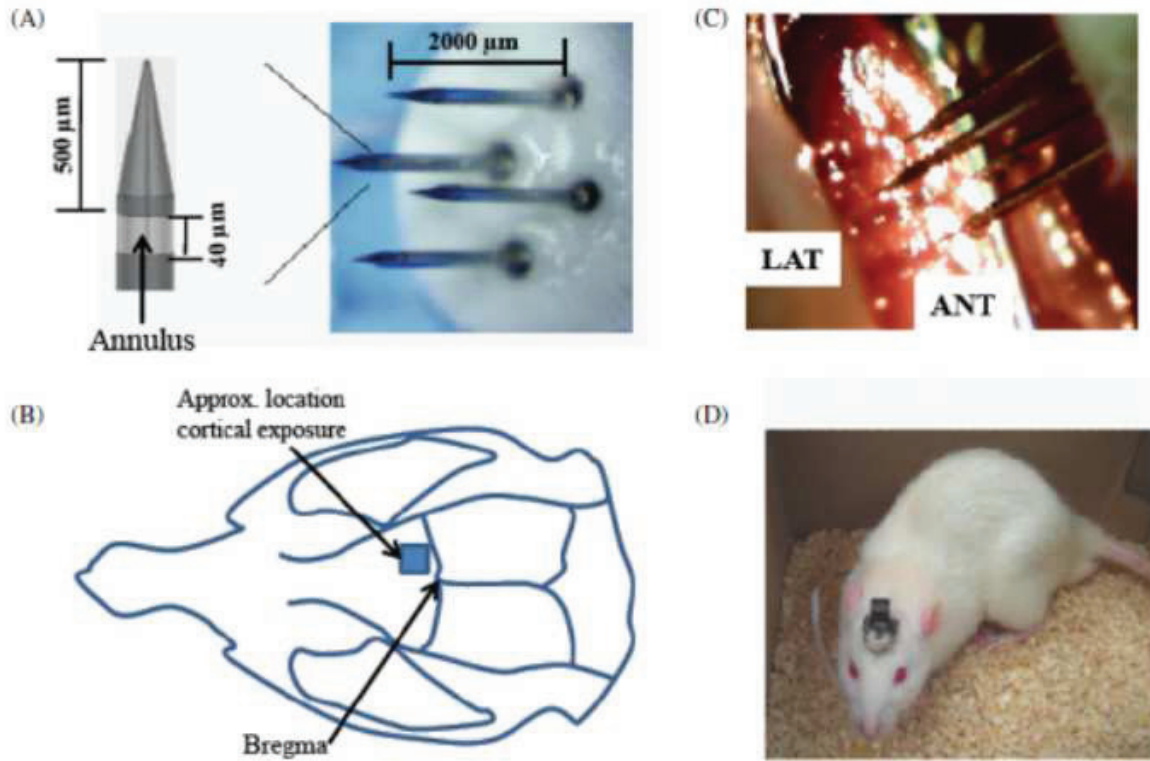 (A)
500 µm
40 µm
Annulus
2000 µm
(C)
LAT
ANT
(B)
Approx. location
cortical exposure
Bregma
(D)